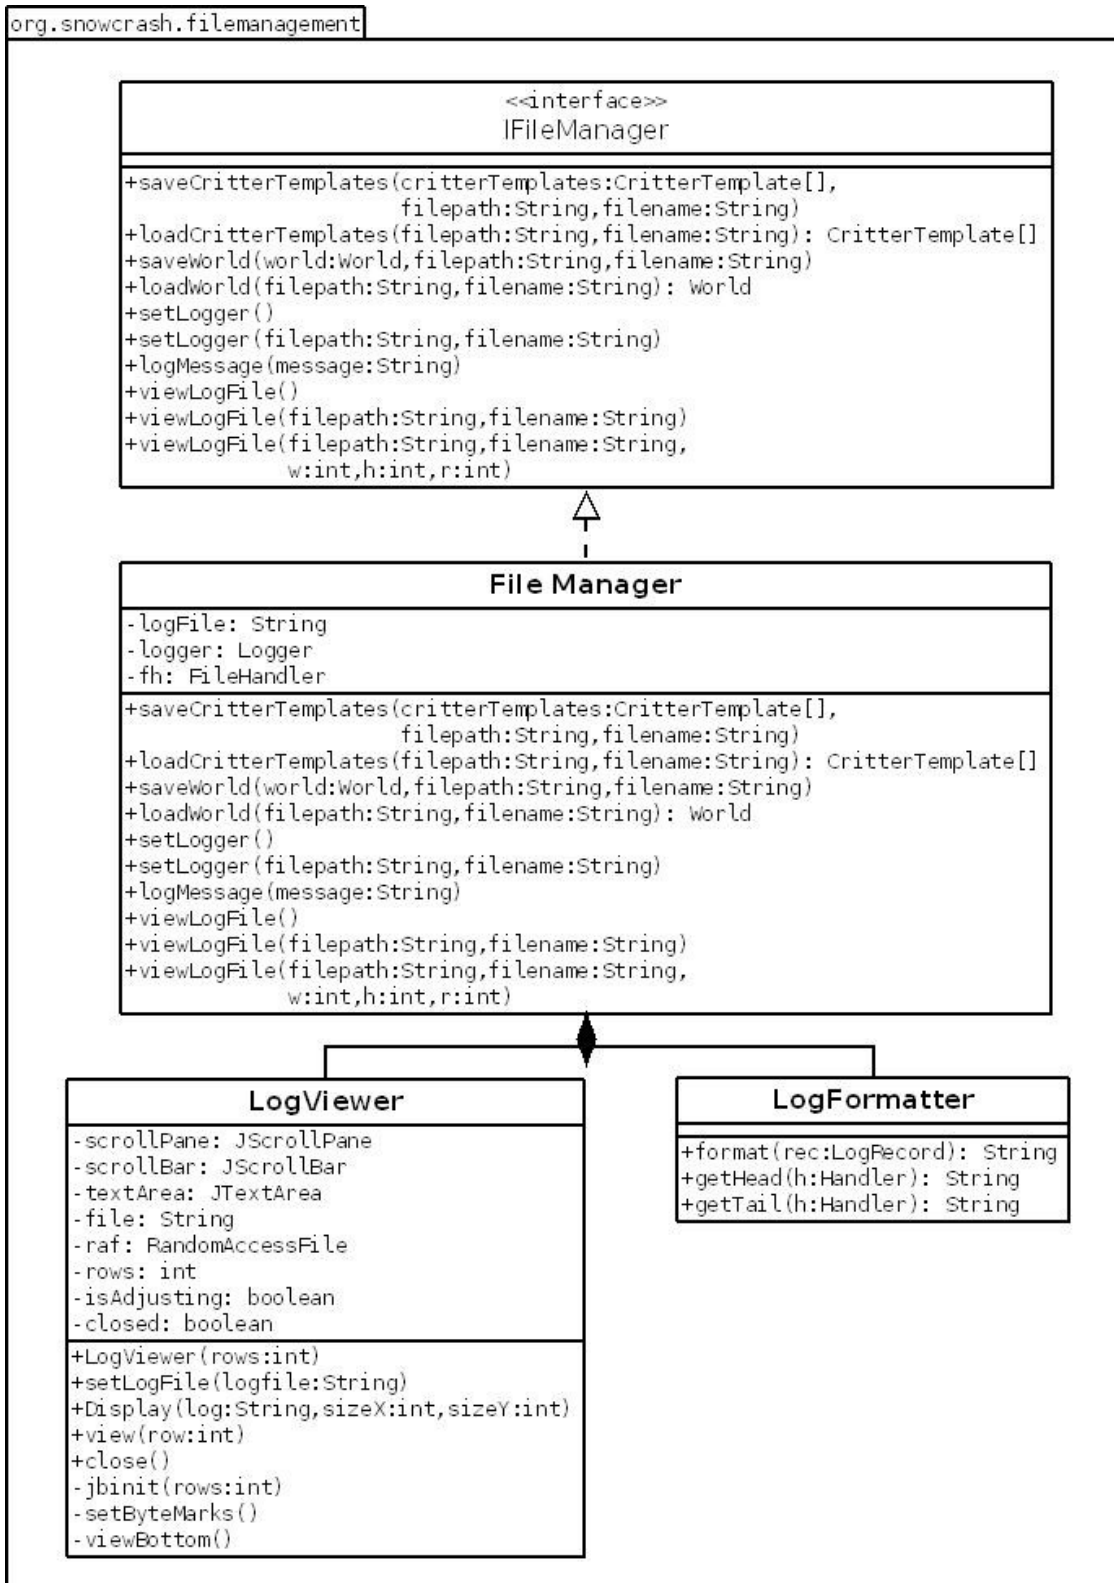 org.snowcrash.filemanagement
<<interface>>
IFileManager
+saveCritterTemplates(critterTemplates:CritterTemplate[],
filepath:String,filename:String)
+loadCritterTemplates(filepath:String,filename:String): CritterTemplate[]
+saveWorld(world:World,filepath:String,filename:String)
+loadWorld(filepath:String,filename:String): World
+setLogger()
+setLogger(filepath:String,filename:String)
+logMessage(message:String)
+viewLogFile()
+viewLogFile(filepath:String,filename:String)
+viewLogFile(filepath:String,filename:String,
w:int,h:int,r:int)
File Manager
-logFile: String
-logger: Logger
-fh: FileHandler
+saveCritterTemplates(critterTemplates:CritterTemplate[],
filepath:String,filename:String)
+loadCritterTemplates(filepath:String,filename:String): CritterTemplate[]
+saveWorld(world:World,filepath:String,filename:String)
+loadWorld(filepath:String,filename:String): World
+setLogger()
+setLogger(filepath:String,filename:String)
+logMessage(message:String)
+viewLogFile()
+viewLogFile(filepath:String,filename:String)
+viewLogFile(filepath:String,filename:String,
w:int,h:int,r:int)
LogViewer
-scrollPane: JScrollPane
-scrollBar: JScrollBar
-textArea: JTextArea
-file: String
-raf: RandomAccessFile
-rows: int
-isAdjusting: boolean
-closed: boolean
+LogViewer(rows:int)
+setLogFile(logfile:String)
+Display(log:String,sizeX:int,sizeY:int)
+view(row:int)
+close()
-jbinit(rows:int)
-setByteMarks()
-viewBottom()
LogFormatter
+format(rec:LogRecord): String
+getHead(h:Handler): String
+getTail(h:Handler): String